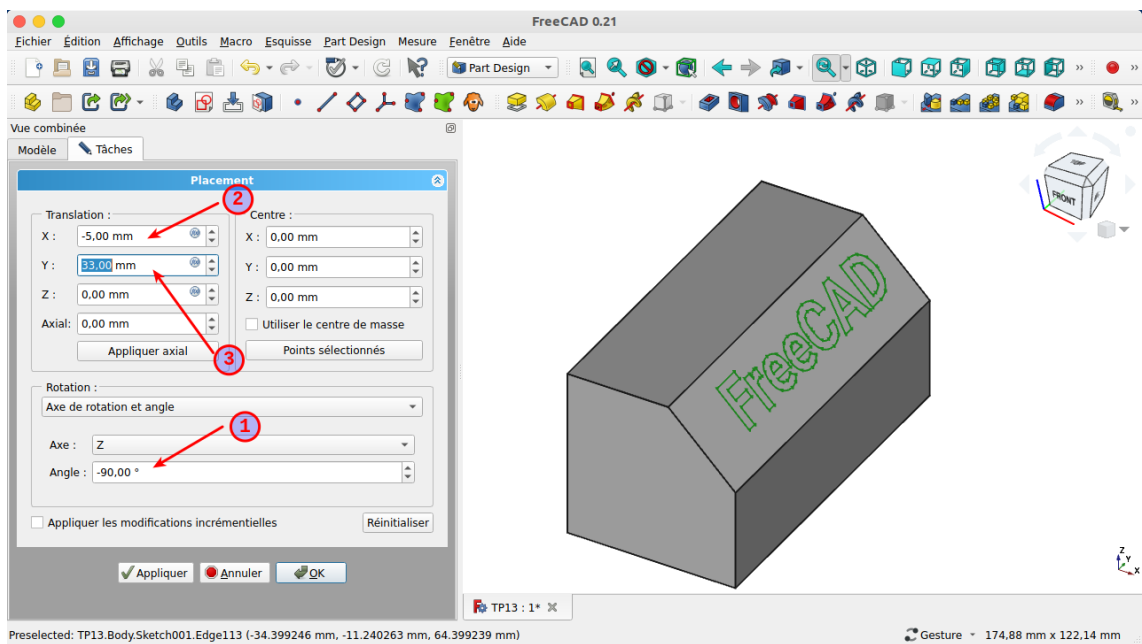 FreeCAD 0.21
Fichier Édition Affichage Outils Macro Esquisse Part Design Mesure Fenêtre Aide
Part Design
Vue combinée
Modèle Tâches
Placement
2
Translation : Centre :
X : -5,00 mm X : 0,00 mm
Y : 33,00 mm Y : 0,00 mm
Z : 0,00 mm Z : 0,00 mm
Axial: 0,00 mm Utiliser le centre de masse
Appliquer axial Points sélectionnés
3
Rotation :
Axe de rotation et angle
1
Axe : Z
Angle : -90,00 °
Appliquer les modifications incrémentielles Réinitialiser
Appliquer Annuler OK
FRONT
FreeCAD
Z
Y
X
TP13 : 1*
Preselected: TP13.Body.Sketch001.Edge113 (-34.399246 mm, -11.240263 mm, 64.399239 mm) Gesture 174,88 mm x 122,14 mm